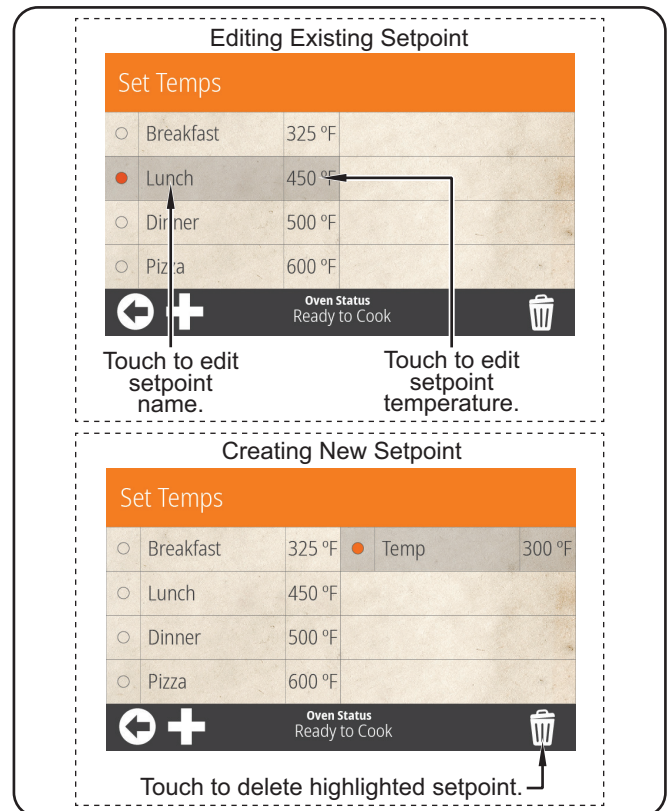 Editing Existing Setpoint
Set Temps
Breakfast 325 ºF
Lunch 450 ºF
Dinner 500 ºF
Pizza 600 ºF
Oven Status
Ready to Cook
Touch to edit
setpoint
name.
Touch to edit
setpoint
temperature.
Creating New Setpoint
Set Temps
Breakfast 325 ºF Temp 300 ºF
Lunch 450 ºF
Dinner 500 ºF
Pizza 600 ºF
Oven Status
Ready to Cook
Touch to delete highlighted setpoint.